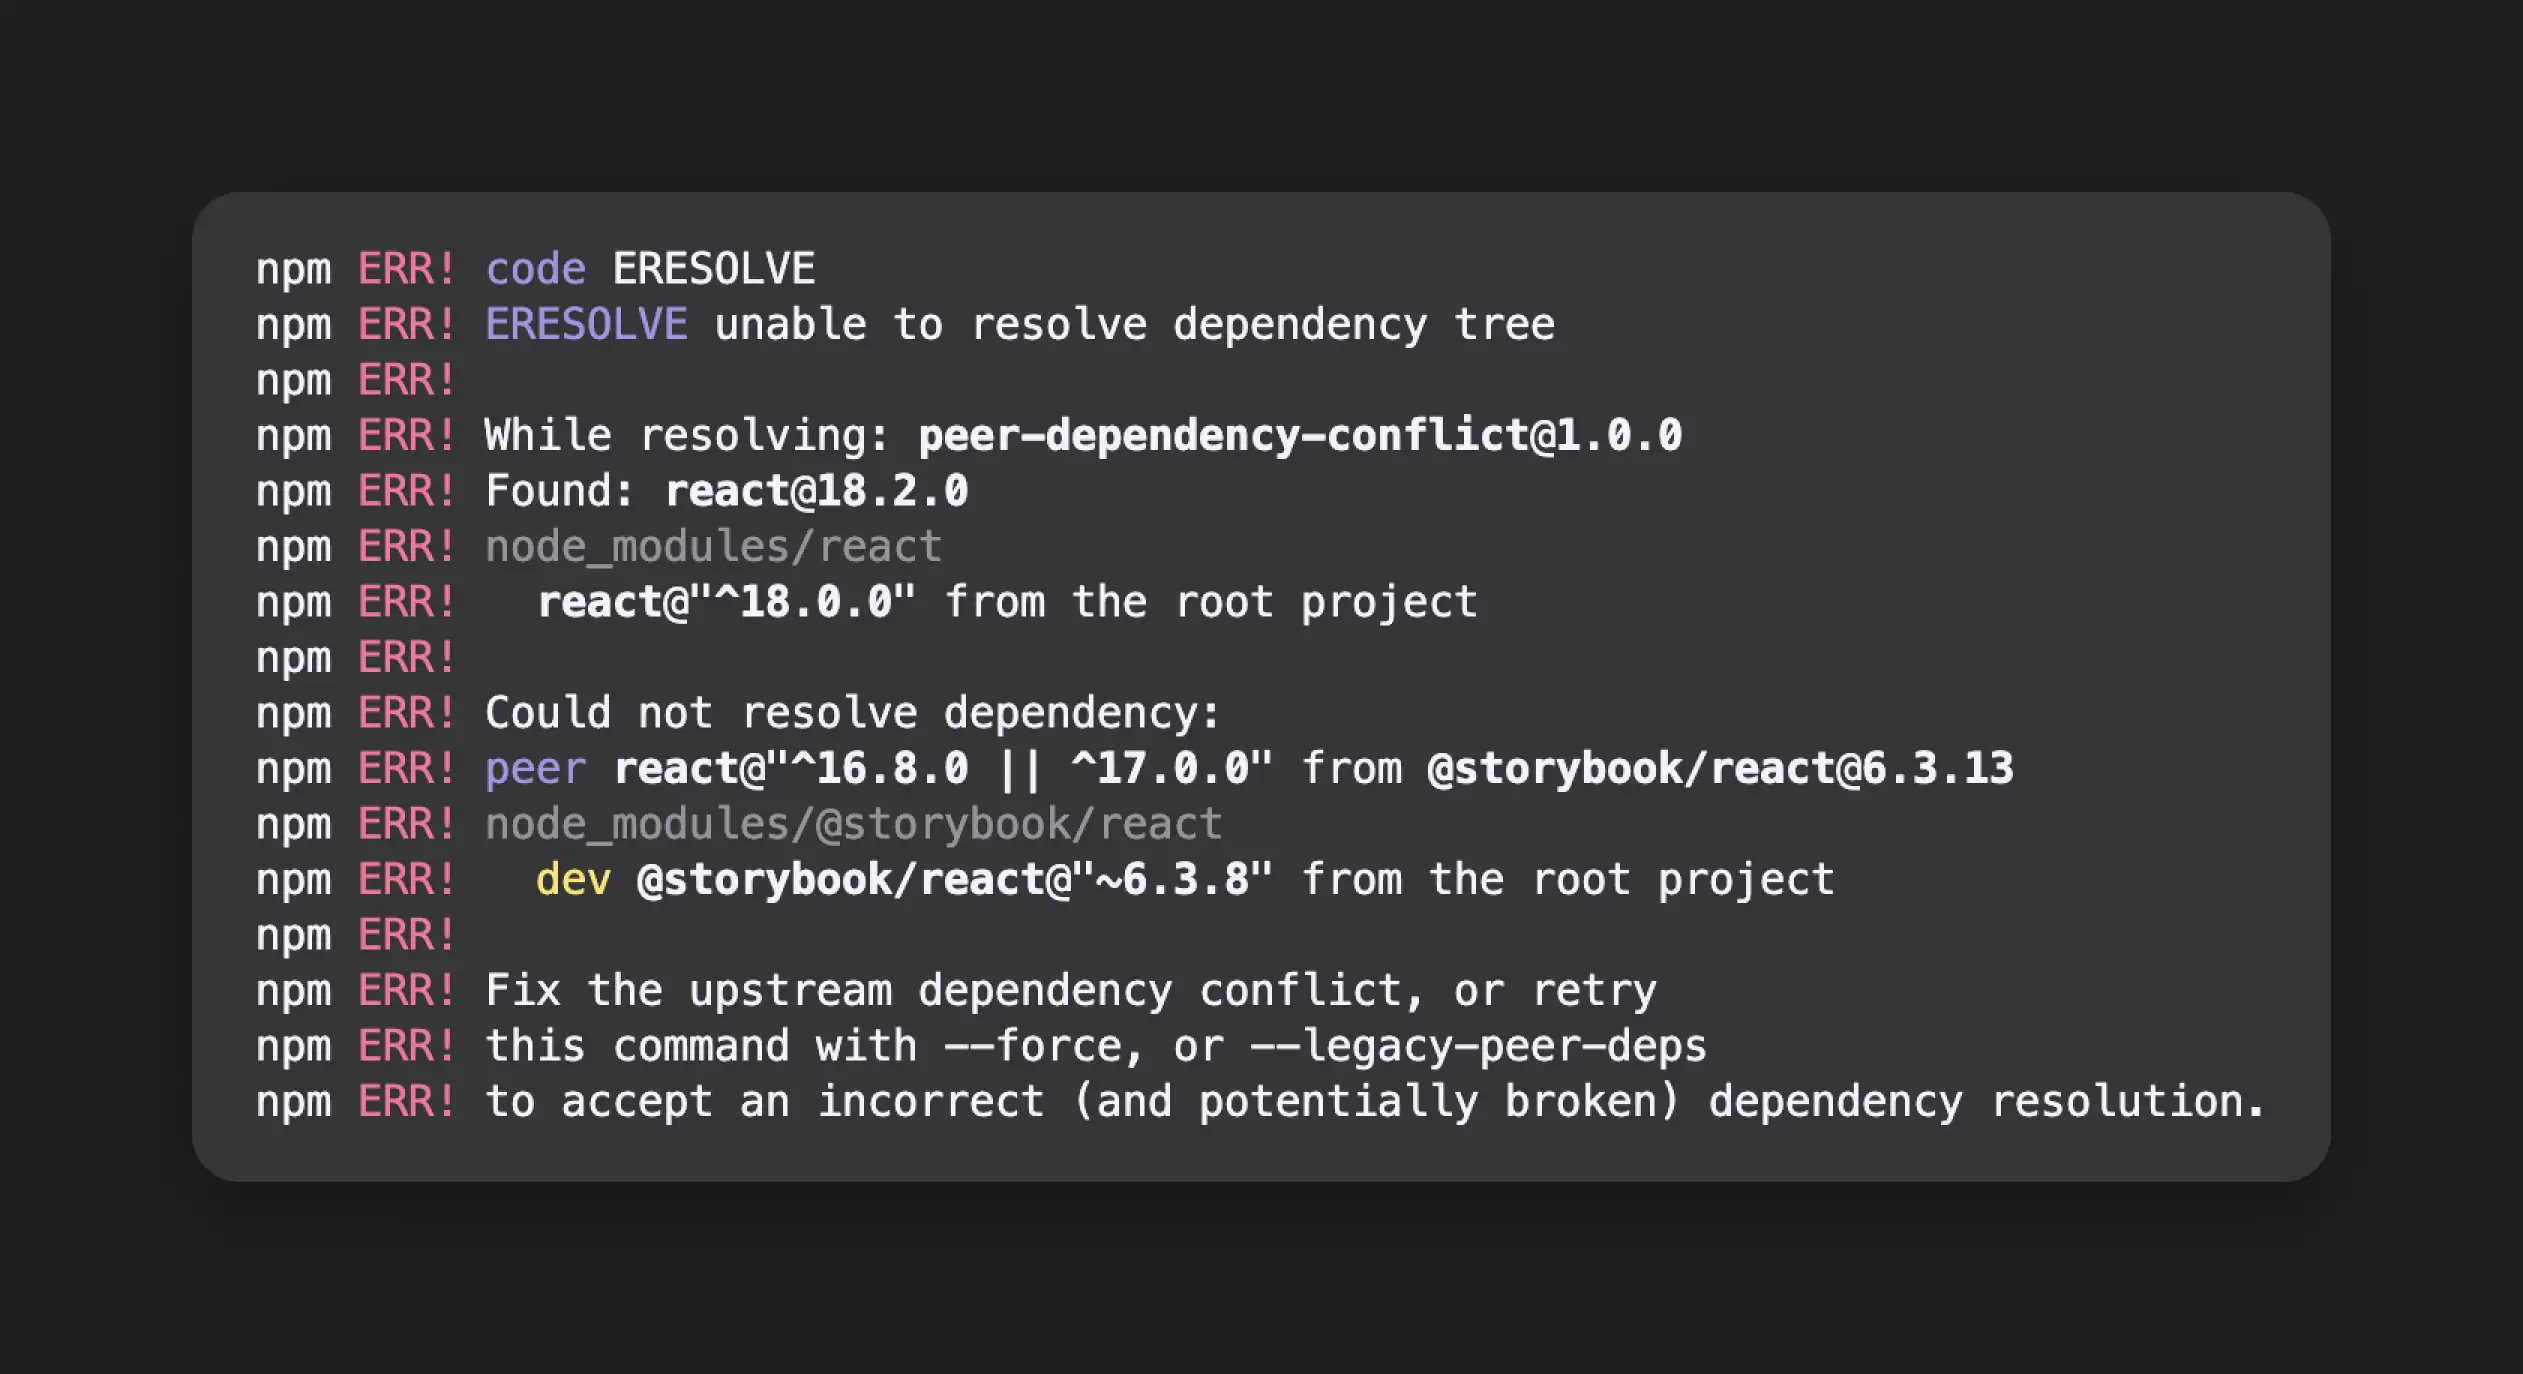 npm ERR! code ERESOLVE
npm ERR! ERESOLVE unable to resolve dependency tree
npm ERR!
npm ERR! While resolving: peer-dependency-conflict@1.0.0
npm ERR! Found: react@18.2.0
npm ERR! node_modules/react
npm ERR!   react@"^18.0.0" from the root project
npm ERR!
npm ERR! Could not resolve dependency:
npm ERR! peer react@"^16.8.0 || ^17.0.0" from @storybook/react@6.3.13
npm ERR! node_modules/@storybook/react
npm ERR!   dev @storybook/react@"~6.3.8" from the root project
npm ERR!
npm ERR! Fix the upstream dependency conflict, or retry
npm ERR! this command with --force, or --legacy-peer-deps
npm ERR! to accept an incorrect (and potentially broken) dependency resolution.